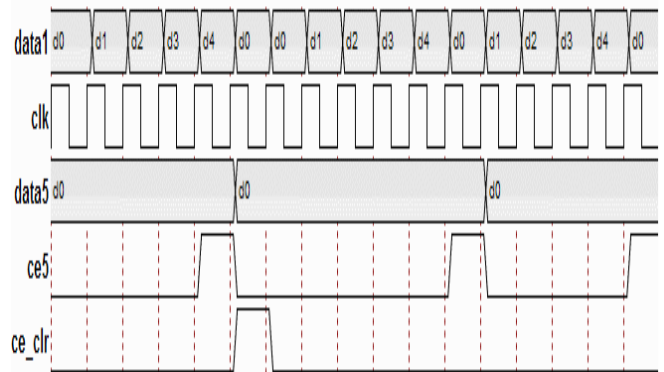 data1 d0 d1 d2 d3 d4 d0 d0 d1 d2 d3 d4 d0 d1 d2 d3 d4 d0
clk
data5 d0 d0 d0
ce5
ce_clr